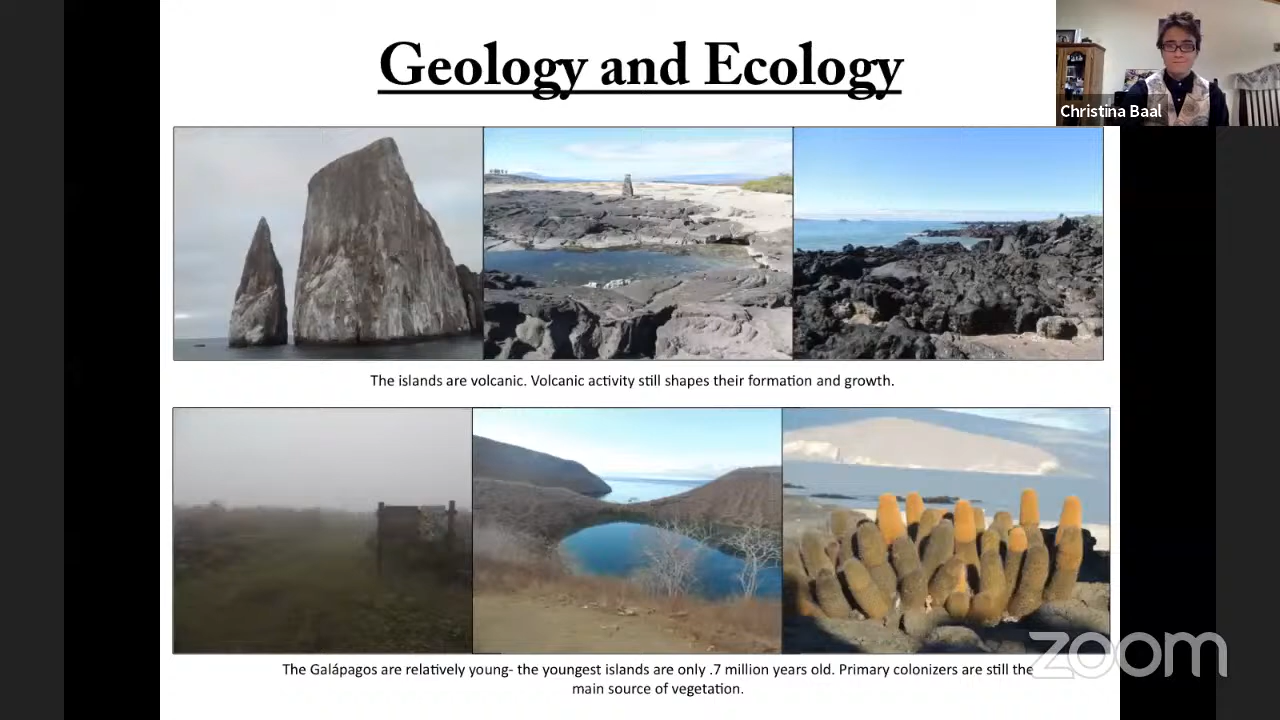 Geology and Ecology
Christina Baal
The islands are volcanic. Volcanic activity still shapes their formation and growth.
The Galápagos are relatively young- the youngest islands are only .7 million years old. Primary colonizers are still the
main source of vegetation.
zoom